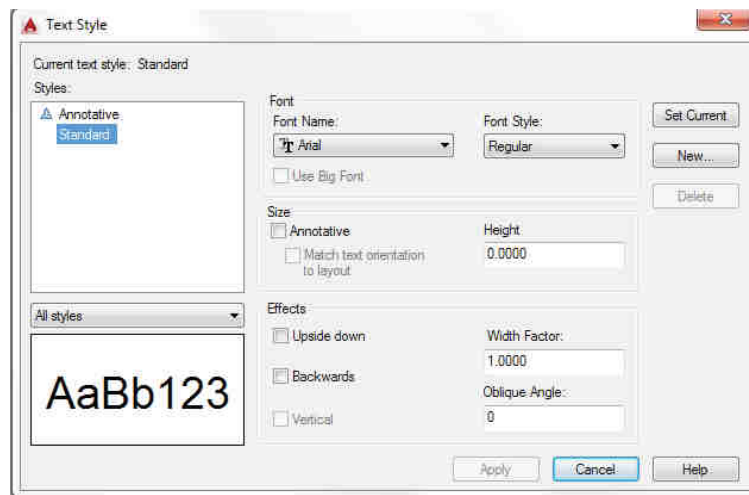 Text Style
Current text style: Standard
Styles:
Annotative
Standard
All styles
AaBb123
Font
Font Name:
Arial
Font Style:
Regular
Use Big Font
Size
Annotative
Match text orientation
to layout
Height
0.0000
Effects
Upside down
Backwards
Vertical
Width Factor:
1.0000
Oblique Angle:
0
Set Current
New...
Delete
Apply
Cancel
Help